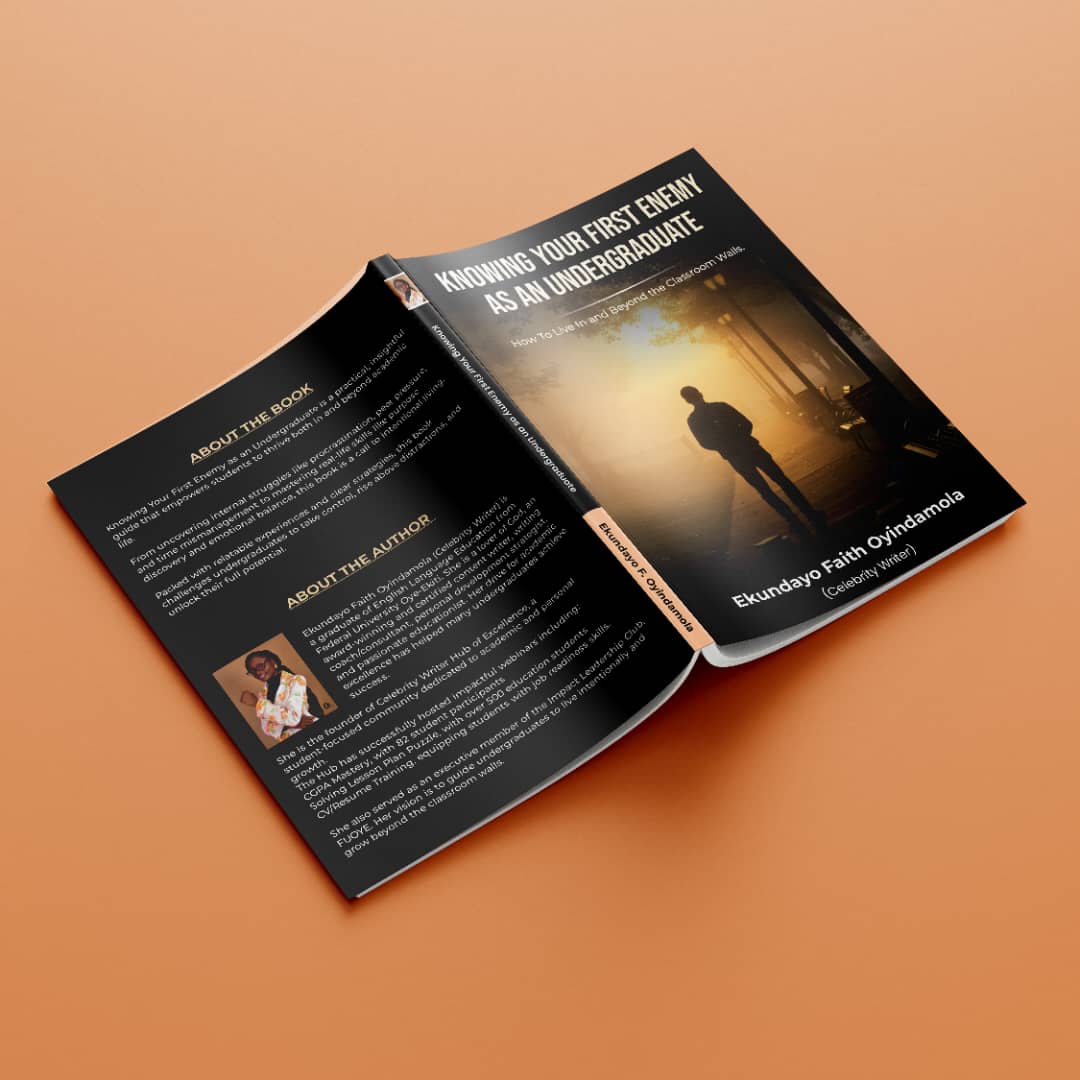 KNOWING YOUR FIRST ENEMY
AS AN UNDERGRADUATE
How To Live In and Beyond the Classroom Walls.
Ekundayo Faith Oyindamola
(Celebrity Writer)
Knowing Your First Enemy as an Undergraduate
Ekundayo F. Oyindamola
ABOUT THE BOOK
Knowing Your First Enemy as an Undergraduate is a practical, insightful
guide that empowers students to thrive both in and beyond academic
life.
From uncovering internal struggles like procrastination, peer pressure,
and time mismanagement to mastering real-life skills like purpose
discovery and emotional balance, this book is a call to intentional living.
Packed with relatable experiences and clear strategies, this book
challenges undergraduates to take control, rise above distractions, and
unlock their full potential.
ABOUT THE AUTHOR
Ekundayo Faith Oyindamola (Celebrity Writer) is
a graduate of English Language Education from
Federal University Oye-Ekiti. She is a lover of God, an
award-winning and certified content writer, writing
coach/consultant, personal development strategist,
and passionate educationist. Her drive for academic
excellence has helped many undergraduates achieve
success.
She is the founder of Celebrity Writer Hub of Excellence, a
student-focused community dedicated to academic and personal
growth.
The Hub has successfully hosted impactful webinars including:
CGPA Mastery, with 82 student participants
Solving Lesson Plan Puzzle, with over 500 education students
CV/Resume Training, equipping students with job readiness skills.
She also served as an executive member of the Impact Leadership Club,
FUOYE. Her vision is to guide undergraduates to live intentionally and
grow beyond the classroom walls.